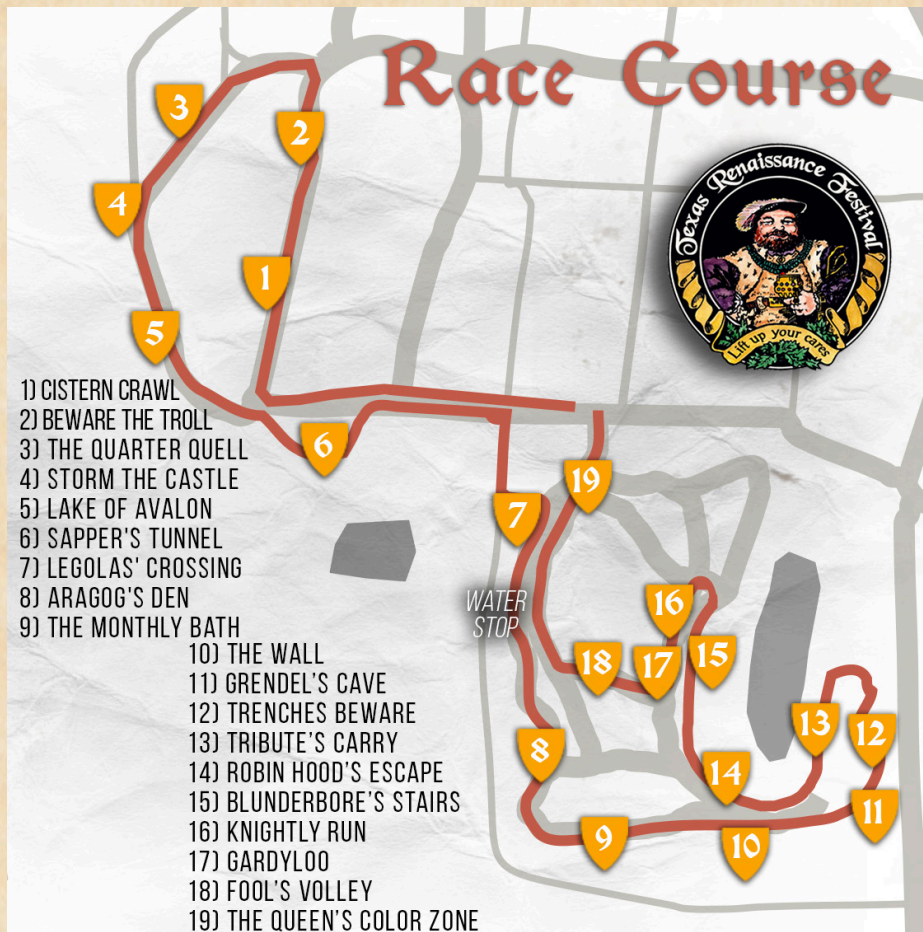 Race Course
Texas Renaissance Festival
Lift up your cares
3
2
4
1
5
6
19
7
WATER
STOP
16
15
18
17
13
12
8
14
11
9
10
1) CISTERN CRAWL
2) BEWARE THE TROLL
3) THE QUARTER QUELL
4) STORM THE CASTLE
5) LAKE OF AVALON
6) SAPPER'S TUNNEL
7) LEGOLAS' CROSSING
8) ARAGOG'S DEN
9) THE MONTHLY BATH
10) THE WALL
11) GRENDEL'S CAVE
12) TRENCHES BEWARE
13) TRIBUTE'S CARRY
14) ROBIN HOOD'S ESCAPE
15) BLUNDERBORE'S STAIRS
16) KNIGHTLY RUN
17) GARDYLOO
18) FOOL'S VOLLEY
19) THE QUEEN'S COLOR ZONE